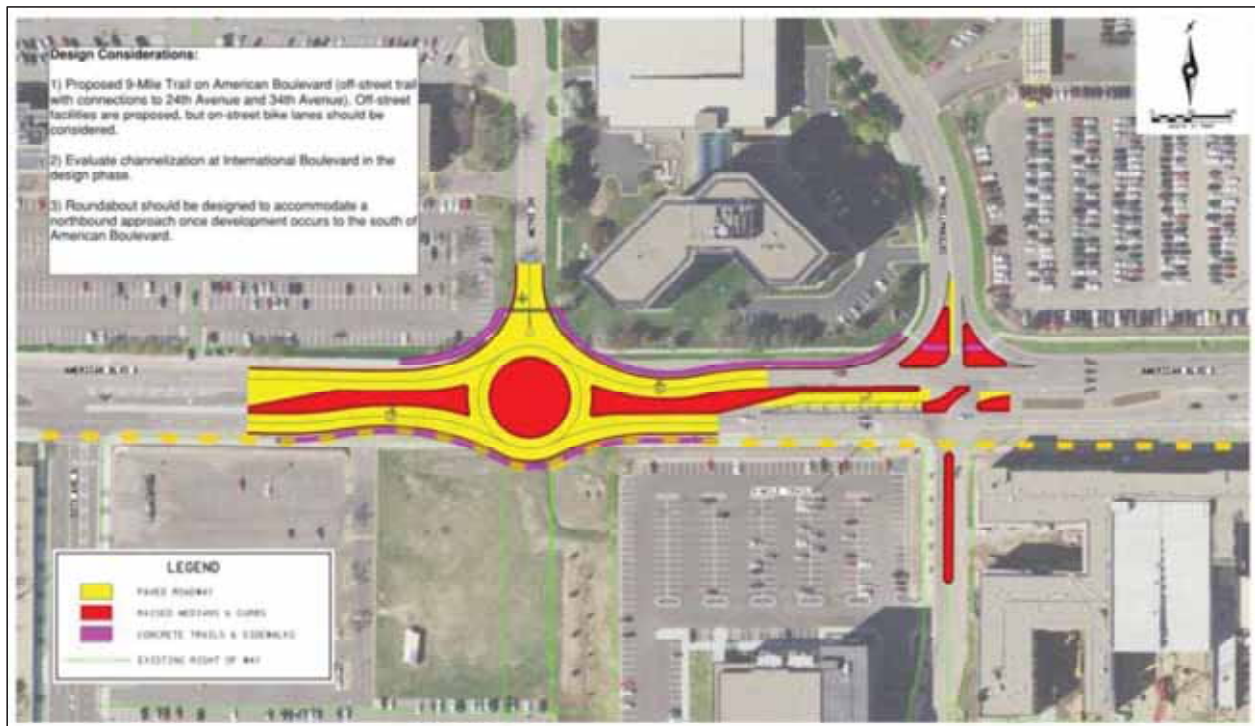 Design Considerations:
1) Proposed 9-Mile Trail on American Boulevard (off-street trail
with connections to 24th Avenue and 34th Avenue). Off-street
facilities are proposed, but on-street bike lanes should be
considered.
2) Evaluate channelization at International Boulevard in the
design phase.
3) Roundabout should be designed to accommodate a
northbound approach once development occurs to the south of
American Boulevard.
AMERICAN BLVD E
AMERICAN BLVD E
LEGEND
PAVED ROADWAY
RAISED MEDIANS & CURBS
CONCRETE TRAILS & SIDEWALKS
EXISTING RIGHT OF WAY